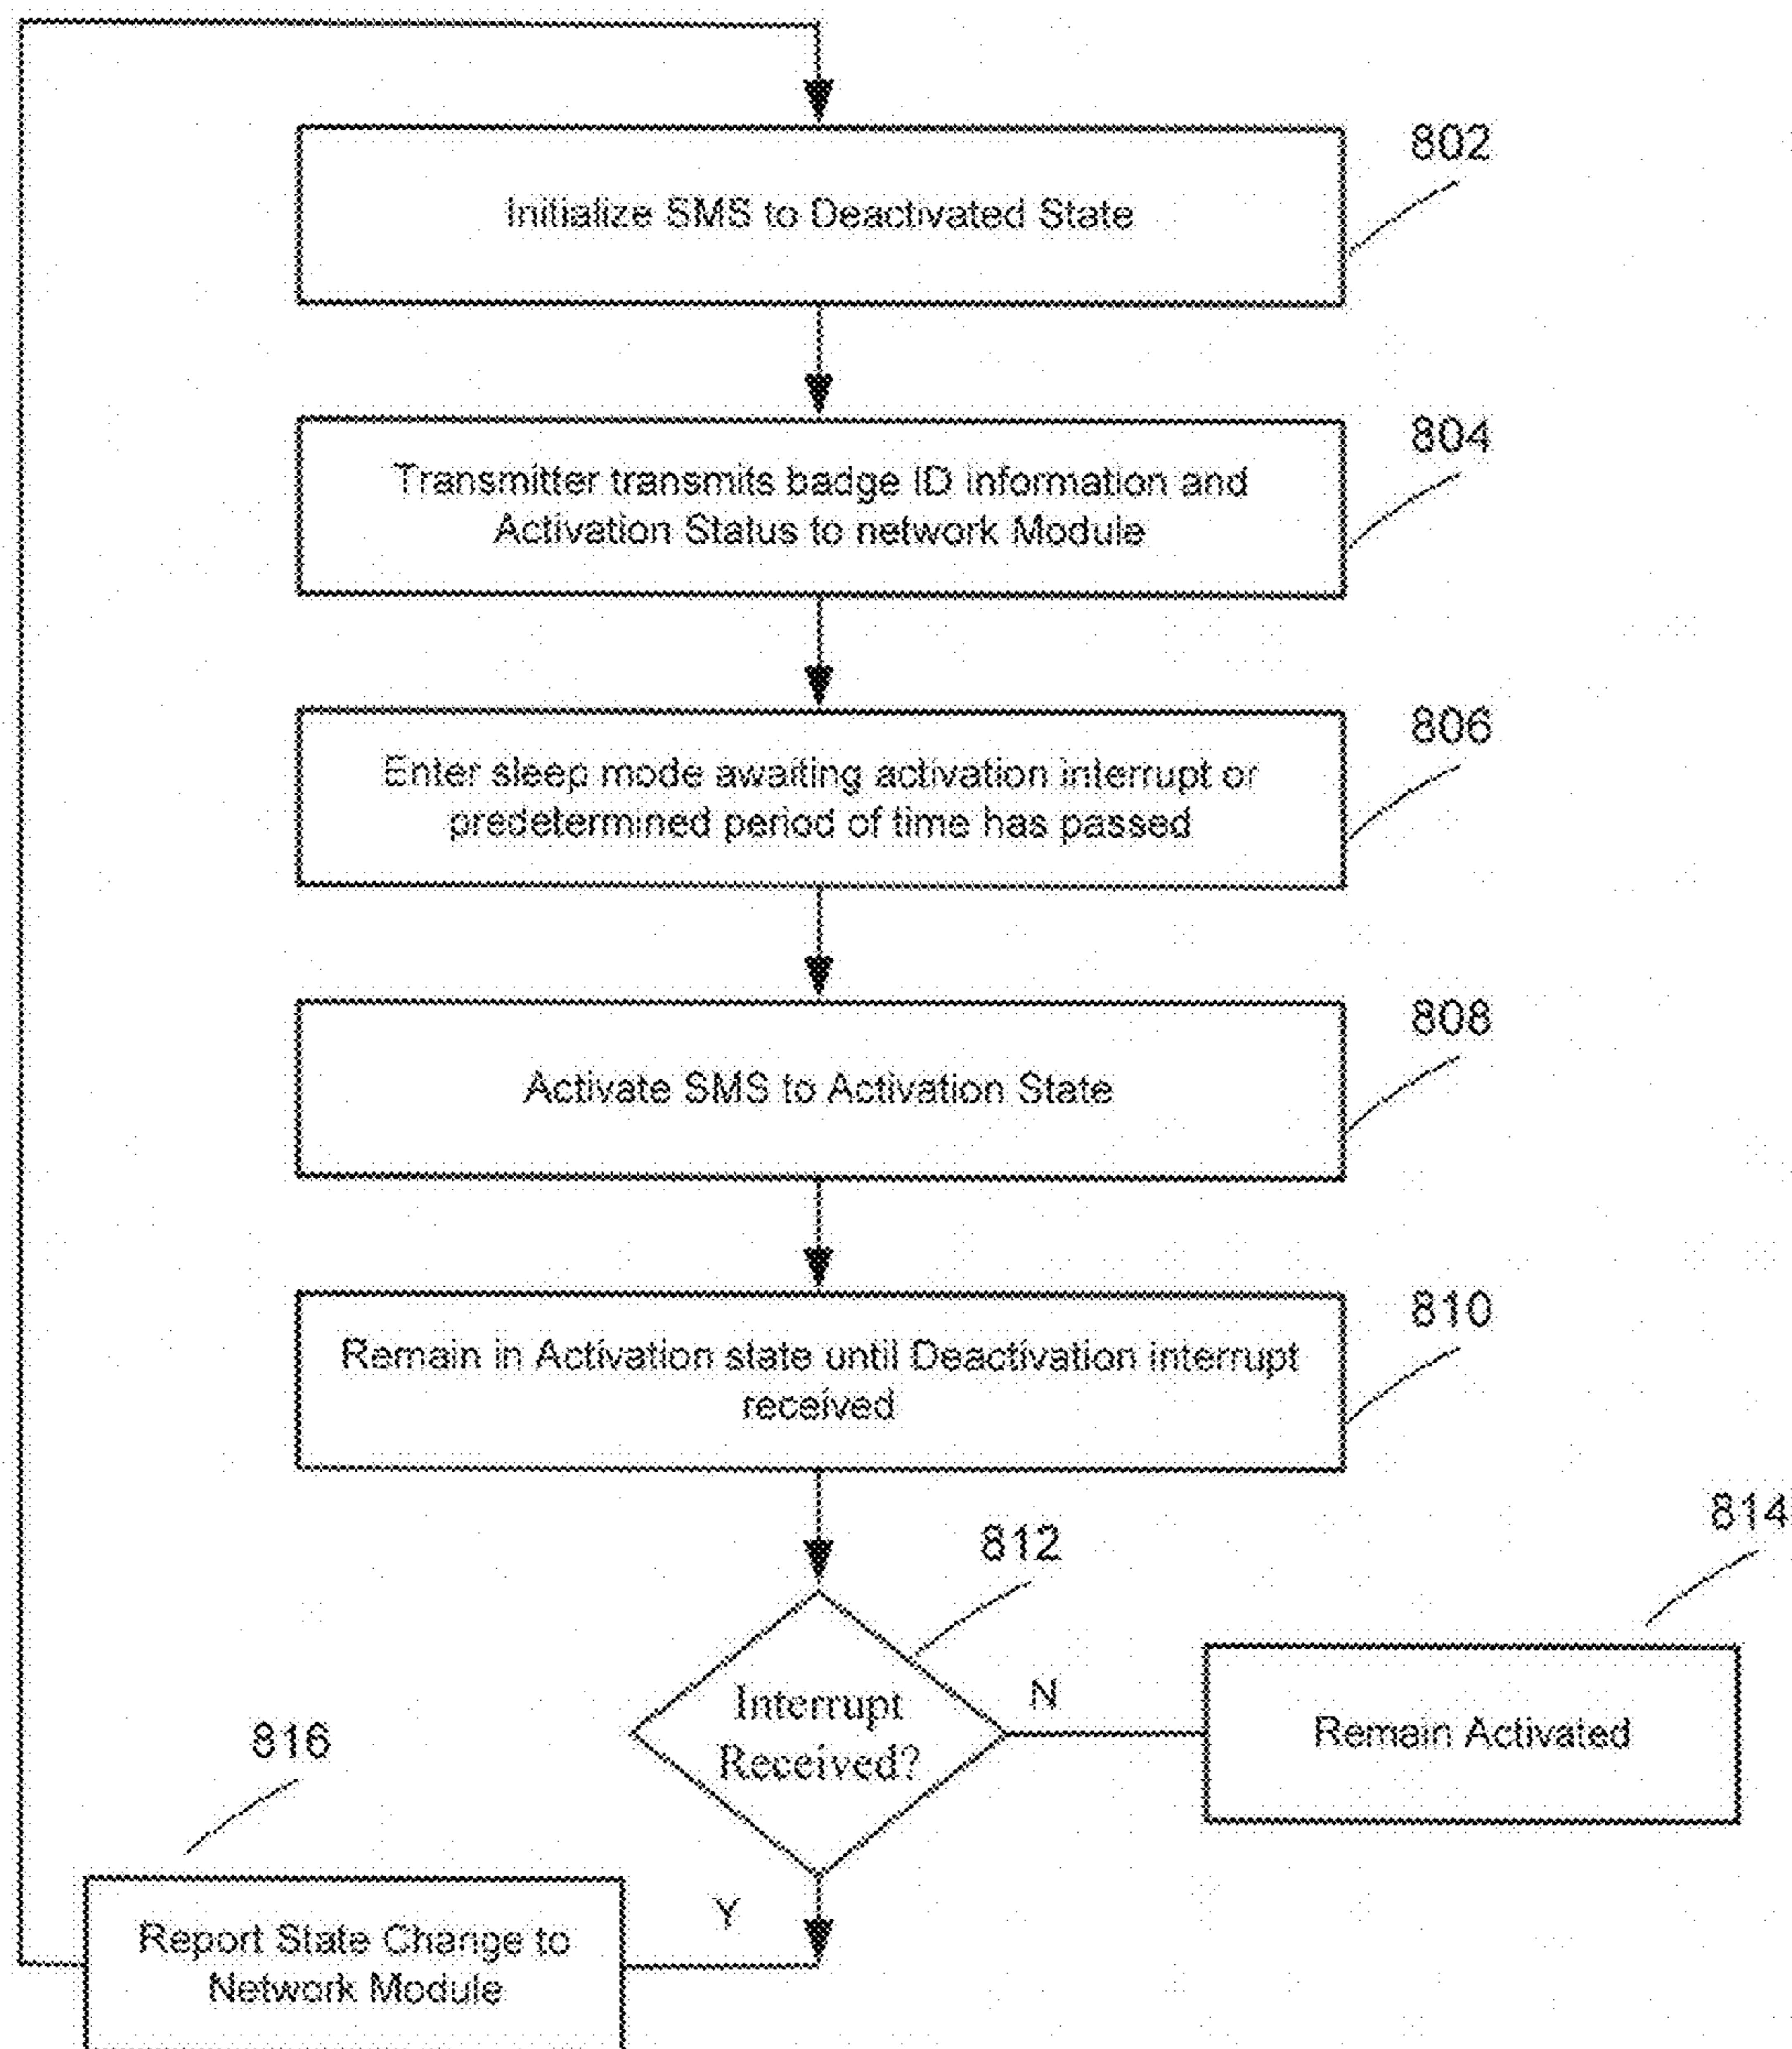 802
Initialize SMS to Deactivated State
804
Transmitter transmits badge ID information and
Activation Status to network Module
806
Enter sleep mode awaiting activation interrupt or
predetermined period of time has passed
808
Activate SMS to Activation State
810
Remain in Activation state until Deactivation interrupt
received
812
814
Interrupt
Received?
N
Remain Activated
816
Y
Report State Change to
Network Module